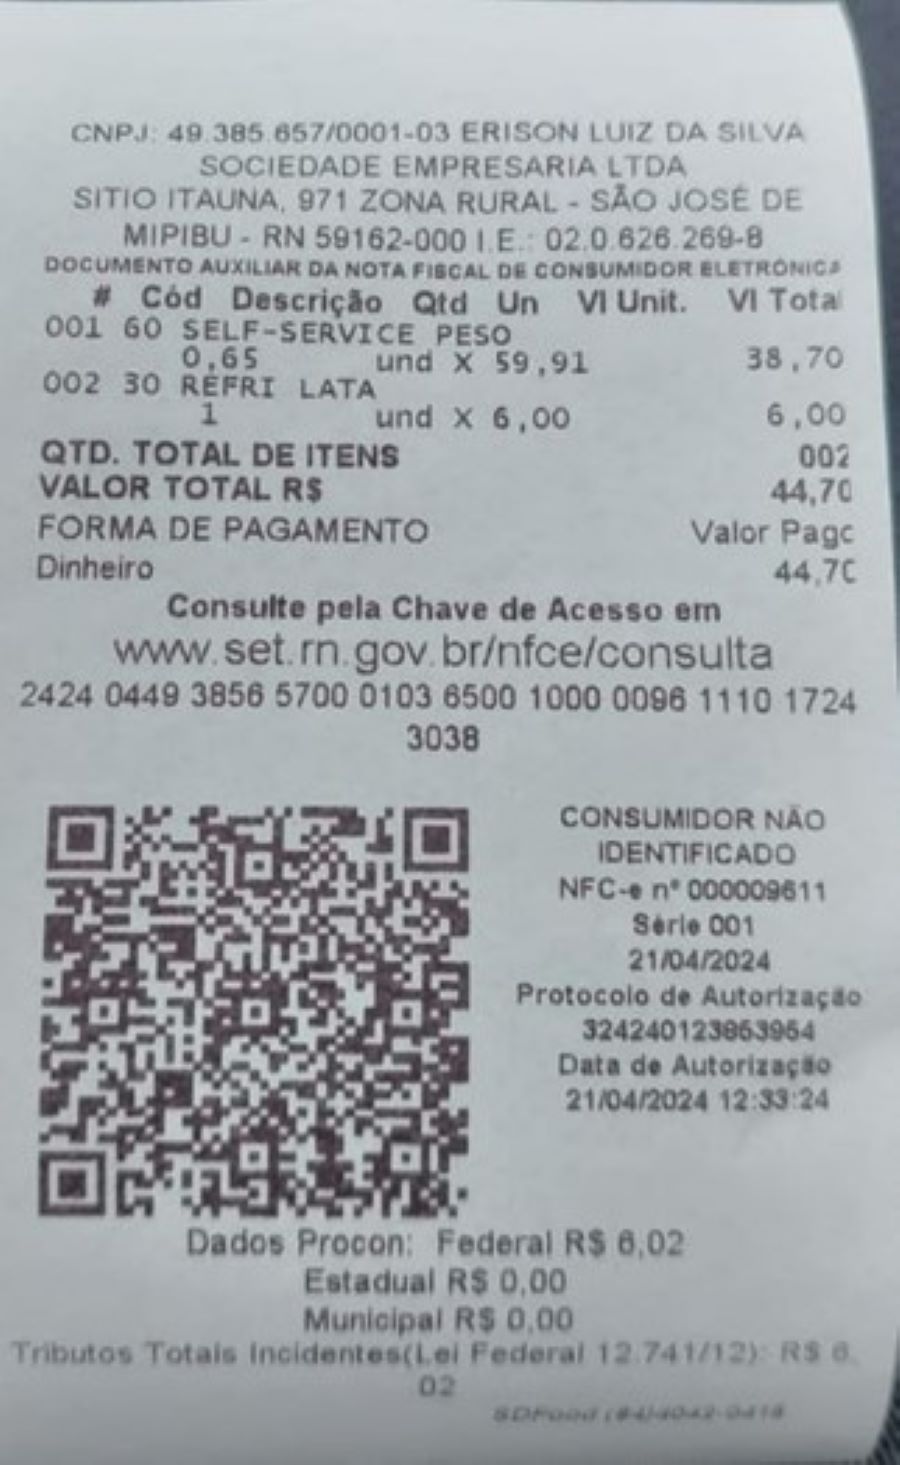 CNPJ: 49.385.657/0001-03 ERISON LUIZ DA SILVA
SOCIEDADE EMPRESARIA LTDA
SITIO ITAUNA, 971 ZONA RURAL - SÃO JOSÉ DE
MIPIBU - RN 59162-000 I.E.: 02.0.626.269-8
DOCUMENTO AUXILIAR DA NOTA FISCAL DE CONSUMIDOR ELETRÔNICA
# Cód Descrição Qtd Un Vl Unit. Vl Total
001 60 SELF-SERVICE PESO
0,65 und X 59,91 38,70
002 30 REFRI LATA
1 und X 6,00 6,00
QTD. TOTAL DE ITENS 002
VALOR TOTAL R$ 44,70
FORMA DE PAGAMENTO Valor Pago
Dinheiro 44,70
Consulte pela Chave de Acesso em
www.set.rn.gov.br/nfce/consulta
2424 0449 3856 5700 0103 6500 1000 0096 1110 1724
3038
CONSUMIDOR NÃO
IDENTIFICADO
NFC-e nº 000009611
Série 001
21/04/2024
Protocolo de Autorização
324240123853954
Data de Autorização
21/04/2024 12:33:24
Dados Procon: Federal R$ 6,02
Estadual R$ 0,00
Municipal R$ 0,00
Tributos Totais Incidentes(Lei Federal 12.741/12): R$ 6,
02
SDFood (84)4042-0418